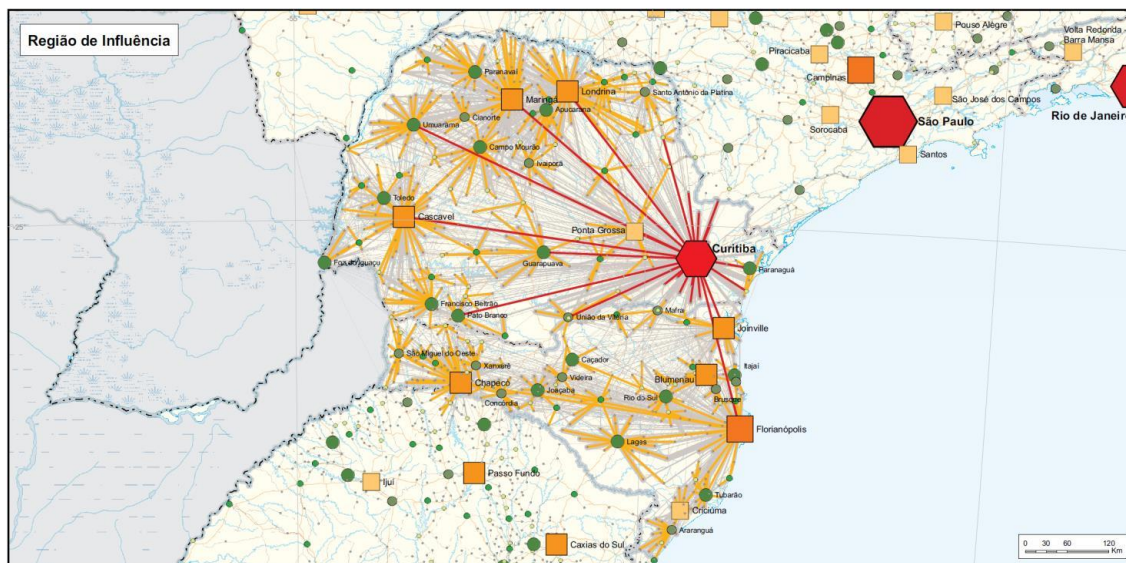 Região de Influência
-55
-50
Pouso Alegre
Volta Redonda -
Barra Mansa
Piracicaba
Campinas
Paranavaí
Maringá
Londrina
Santo Antônio da Platina
São José dos Campos
Apucarana
Cianorte
Umuarama
Sorocaba
São Paulo
Rio de Janeiro
Campo Mourão
Ivaiporã
Santos
Toledo
Cascavel
-25
Ponta Grossa
Curitiba
Guarapuava
Foz do Iguaçu
Paranaguá
Francisco Beltrão
Pato Branco
União da Vitória
Mafra
Joinville
São Miguel do Oeste
Xanxerê
Caçador
Chapecó
Videira
Blumenau
Itajaí
Joaçaba
Concórdia
Rio do Sul
Brusque
Florianópolis
Lages
Passo Fundo
Ijuí
Tubarão
Criciúma
Araranguá
Caxias do Sul
0 30 60 120
Km